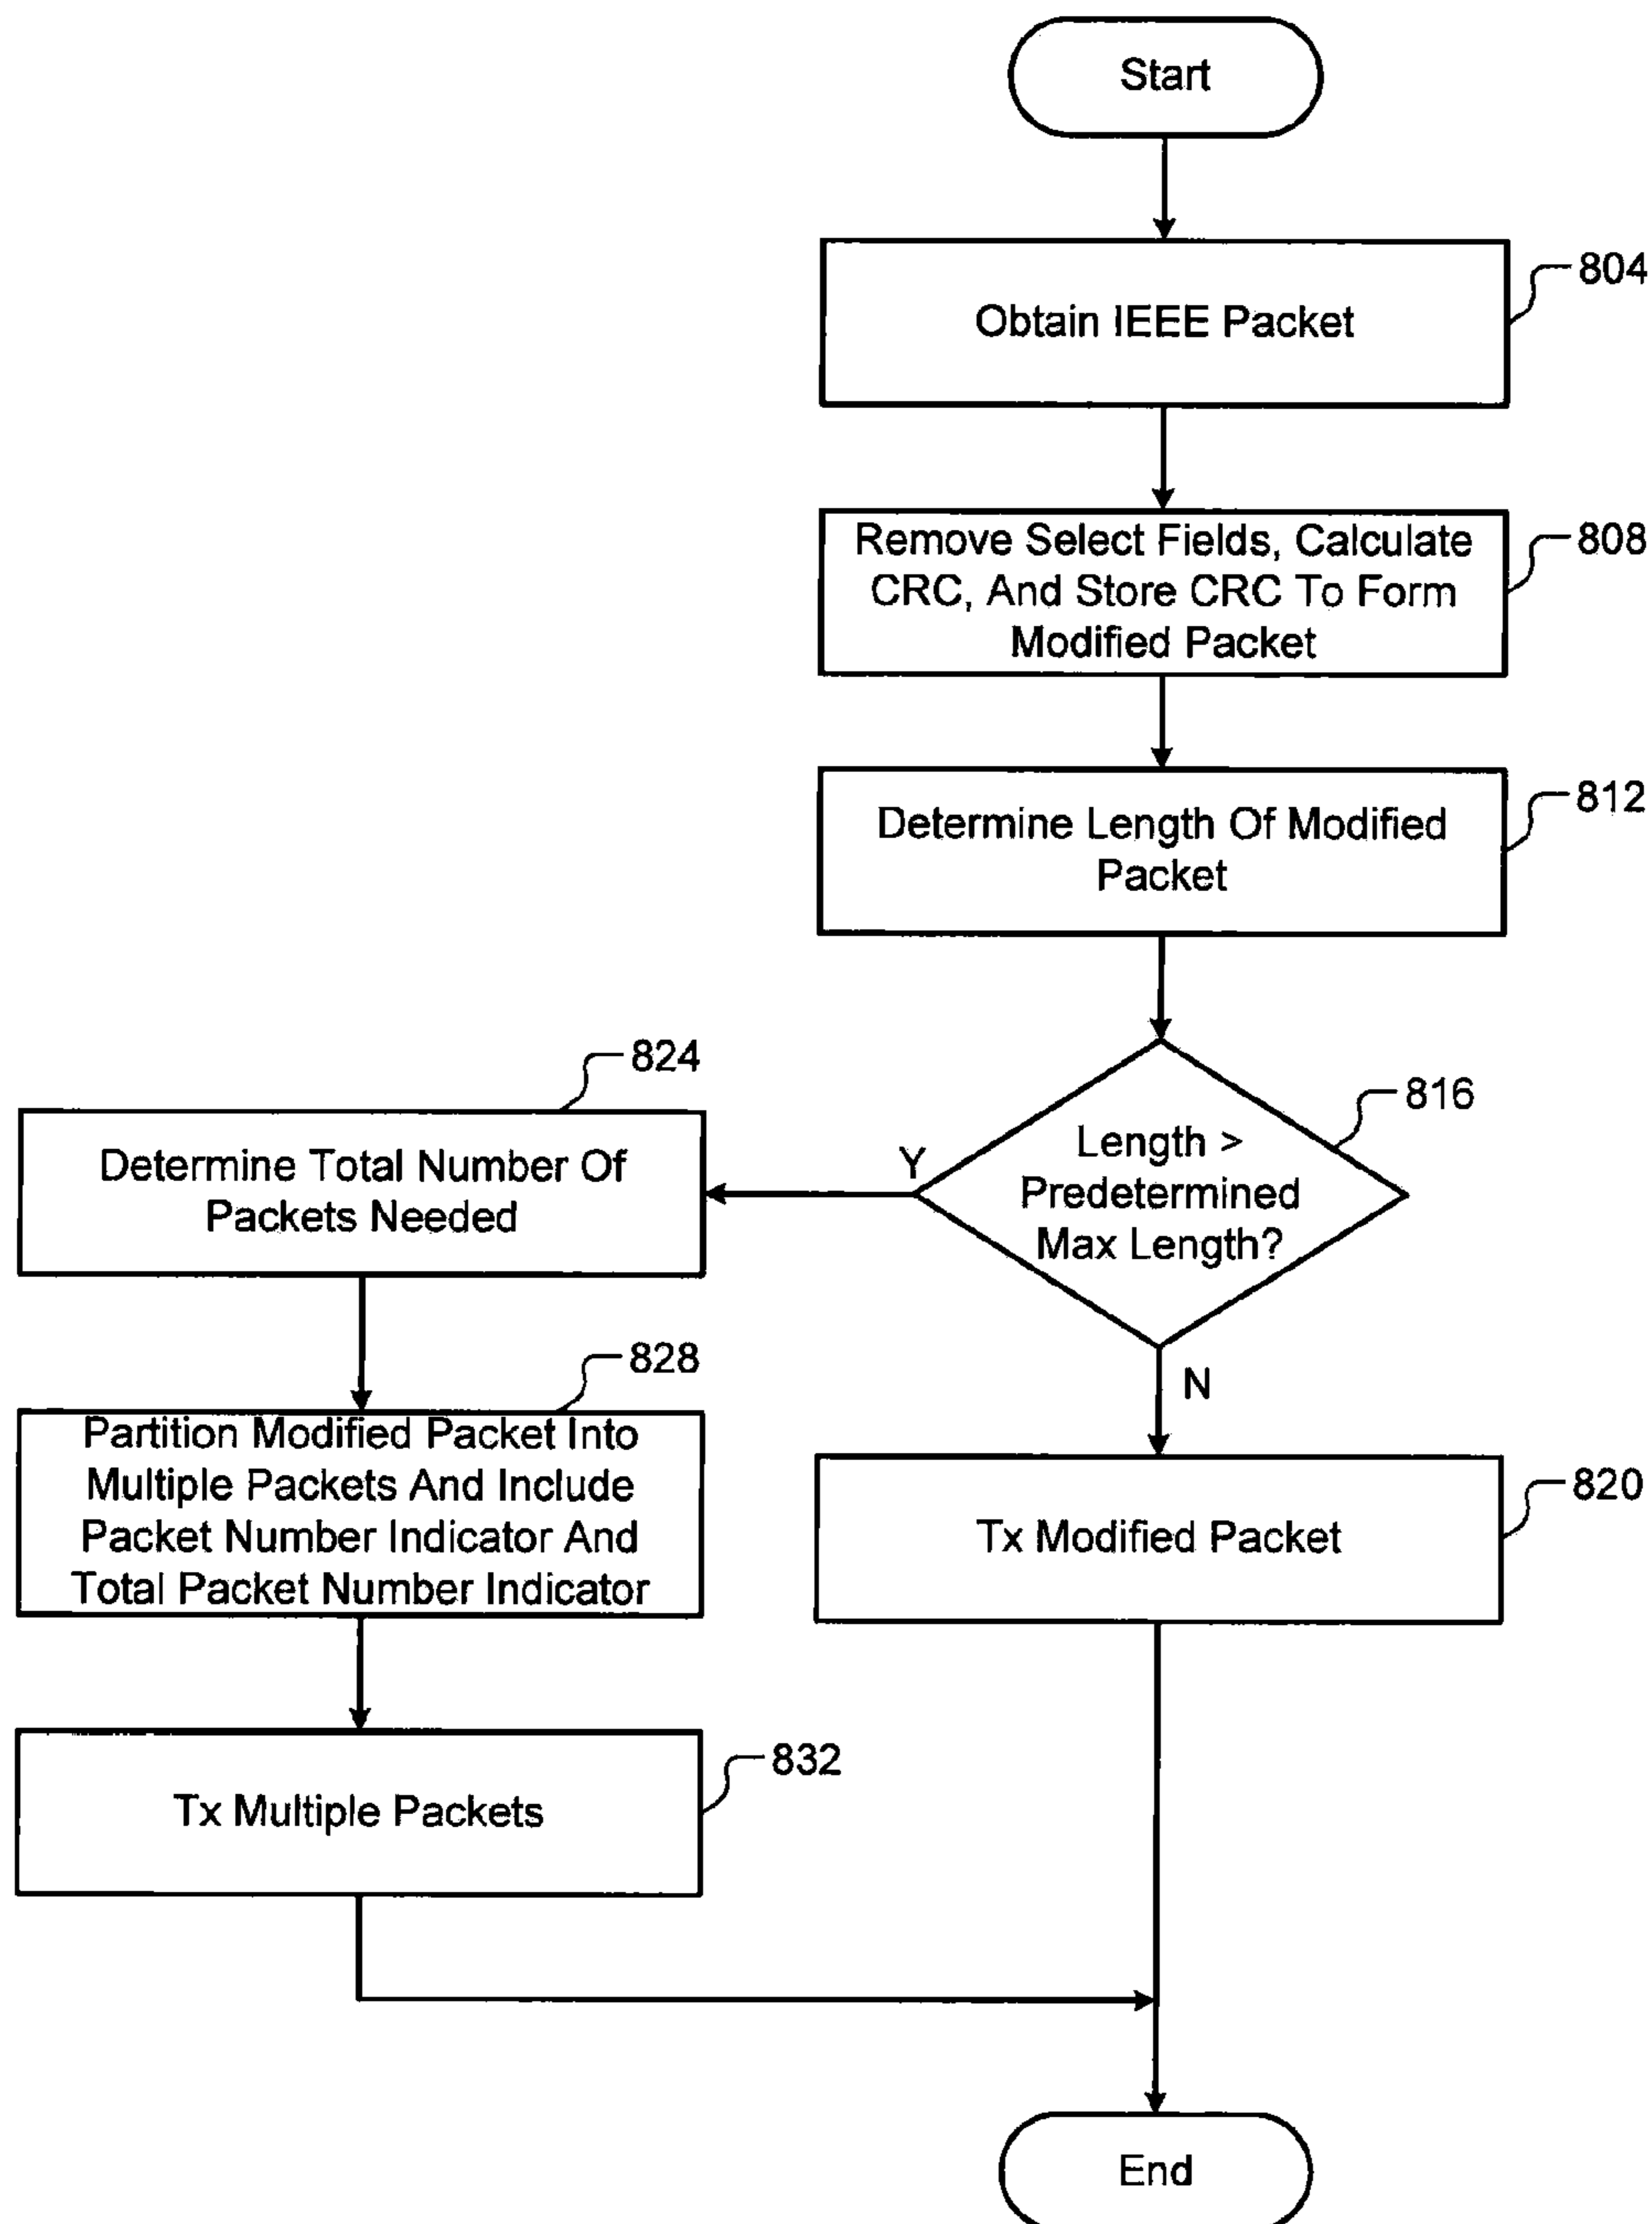 Start
804
Obtain IEEE Packet
808
Remove Select Fields, Calculate
CRC, And Store CRC To Form
Modified Packet
812
Determine Length Of Modified
Packet
816
Length >
Predetermined
Max Length?
Y
N
824
Determine Total Number Of
Packets Needed
828
Partition Modified Packet Into
Multiple Packets And Include
Packet Number Indicator And
Total Packet Number Indicator
820
Tx Modified Packet
832
Tx Multiple Packets
End